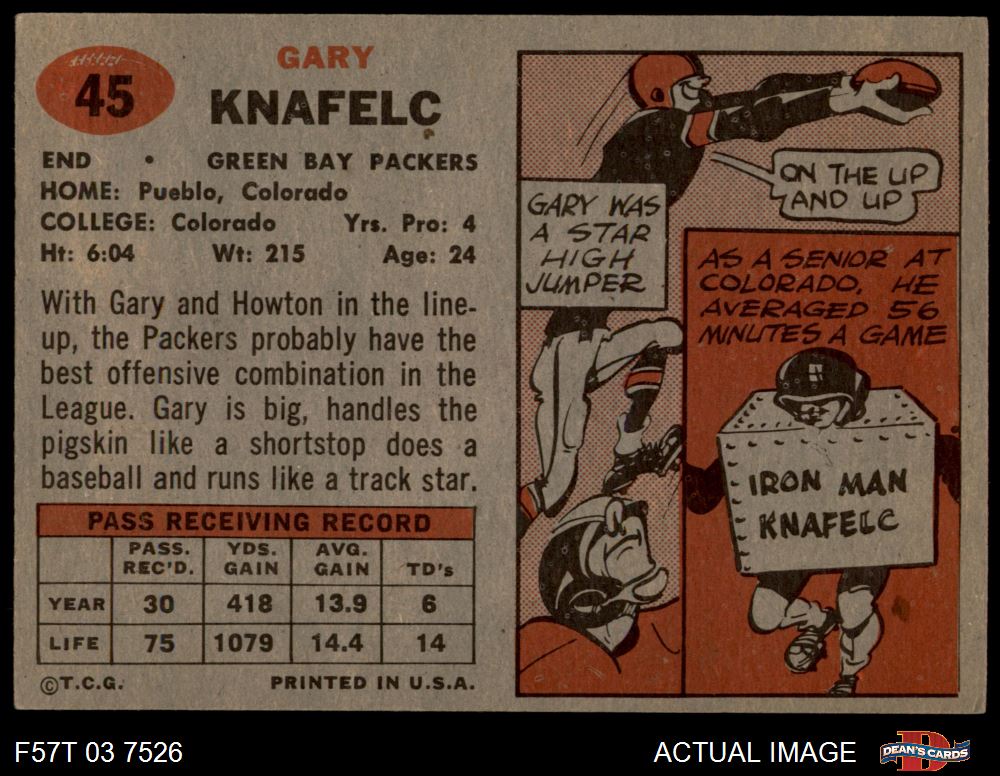 45
GARY
KNAFELC
END • GREEN BAY PACKERS
HOME: Pueblo, Colorado
COLLEGE: Colorado Yrs. Pro: 4
Ht: 6:04 Wt: 215 Age: 24
With Gary and Howton in the line-
up, the Packers probably have the
best offensive combination in the
League. Gary is big, handles the
pigskin like a shortstop does a
baseball and runs like a track star.
PASS RECEIVING RECORD
PASS. REC'D. YDS. GAIN AVG. GAIN TD's
YEAR 30 418 13.9 6
LIFE 75 1079 14.4 14
©T.C.G. PRINTED IN U.S.A.
GARY WAS
A STAR
HIGH
JUMPER
ON THE UP
AND UP
AS A SENIOR AT
COLORADO, HE
AVERAGED 56
MINUTES A GAME
IRON MAN
KNAFELC
F57T 03 7526
ACTUAL IMAGE
D
DEAN'S CARDS